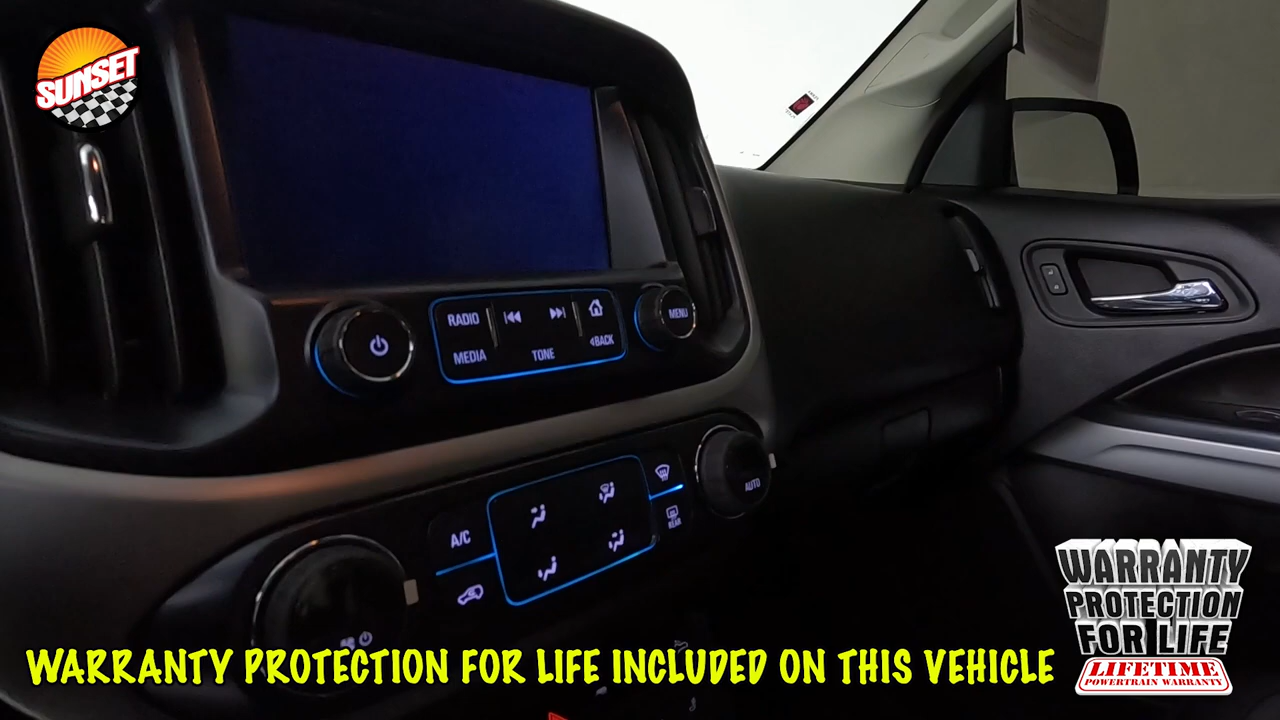 SUNSET
RADIO
MEDIA
TONE
BACK
MENU
A/C
REAR
AUTO
WARRANTY
PROTECTION
FOR LIFE
LIFETIME
POWERTRAIN WARRANTY
WARRANTY PROTECTION FOR LIFE INCLUDED ON THIS VEHICLE